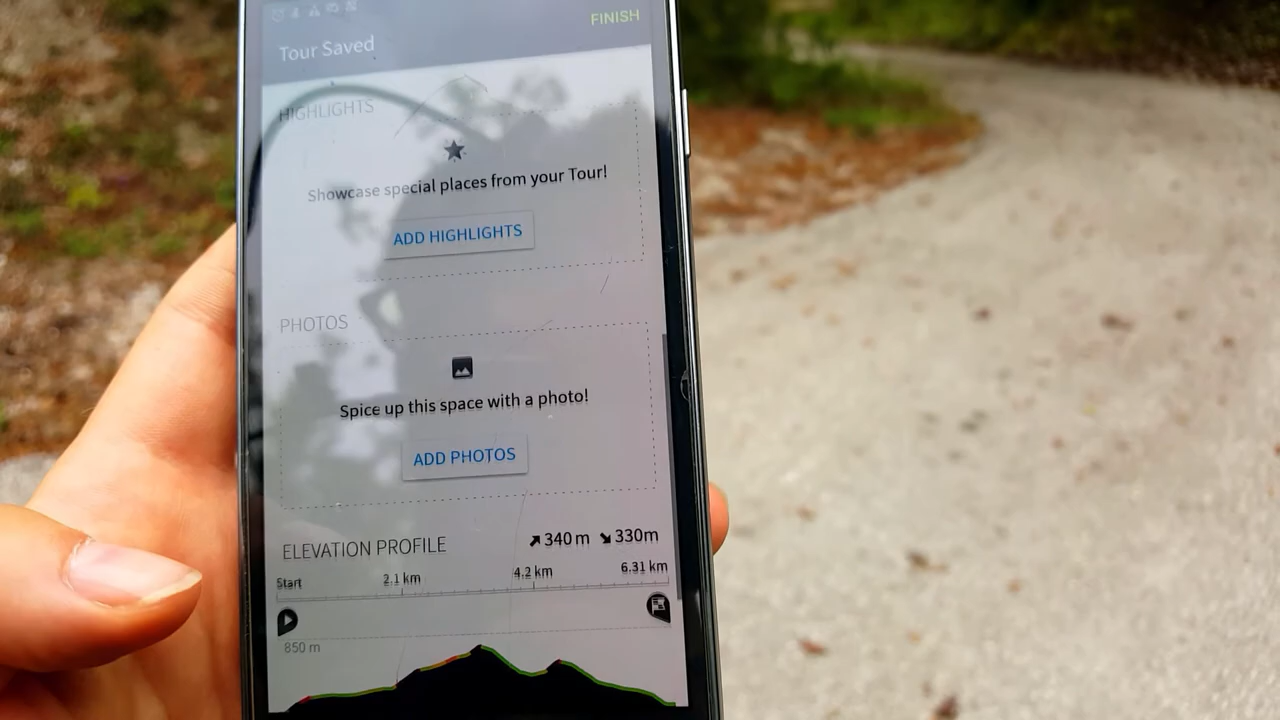 FINISH
Tour Saved
HIGHLIGHTS
Showcase special places from your Tour!
ADD HIGHLIGHTS
PHOTOS
Spice up this space with a photo!
ADD PHOTOS
ELEVATION PROFILE 340 m 330m
Start 2.1 km 4.2 km 6.31 km
850 m